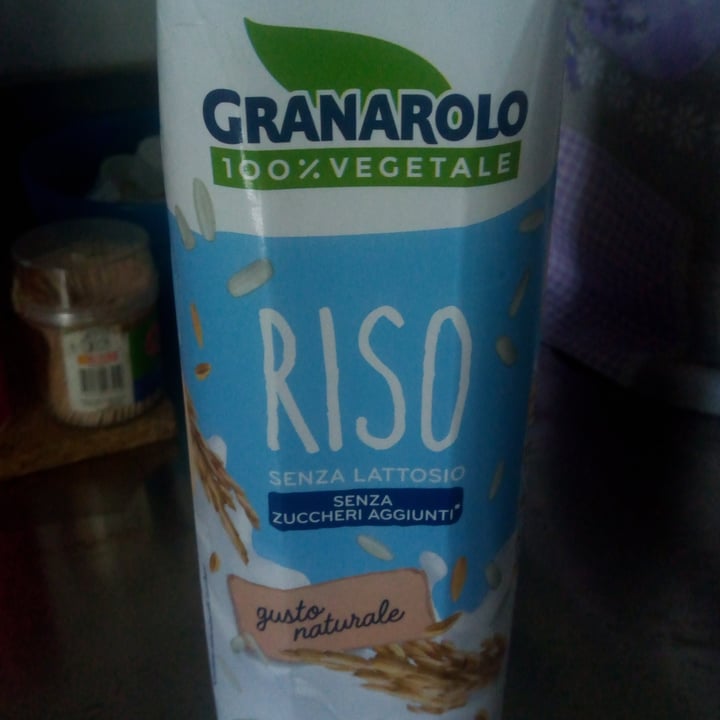 GRANAROLO
100% VEGETALE
RISO
SENZA LATTOSIO
SENZA
ZUCCHERI AGGIUNTI*
gusto
naturale